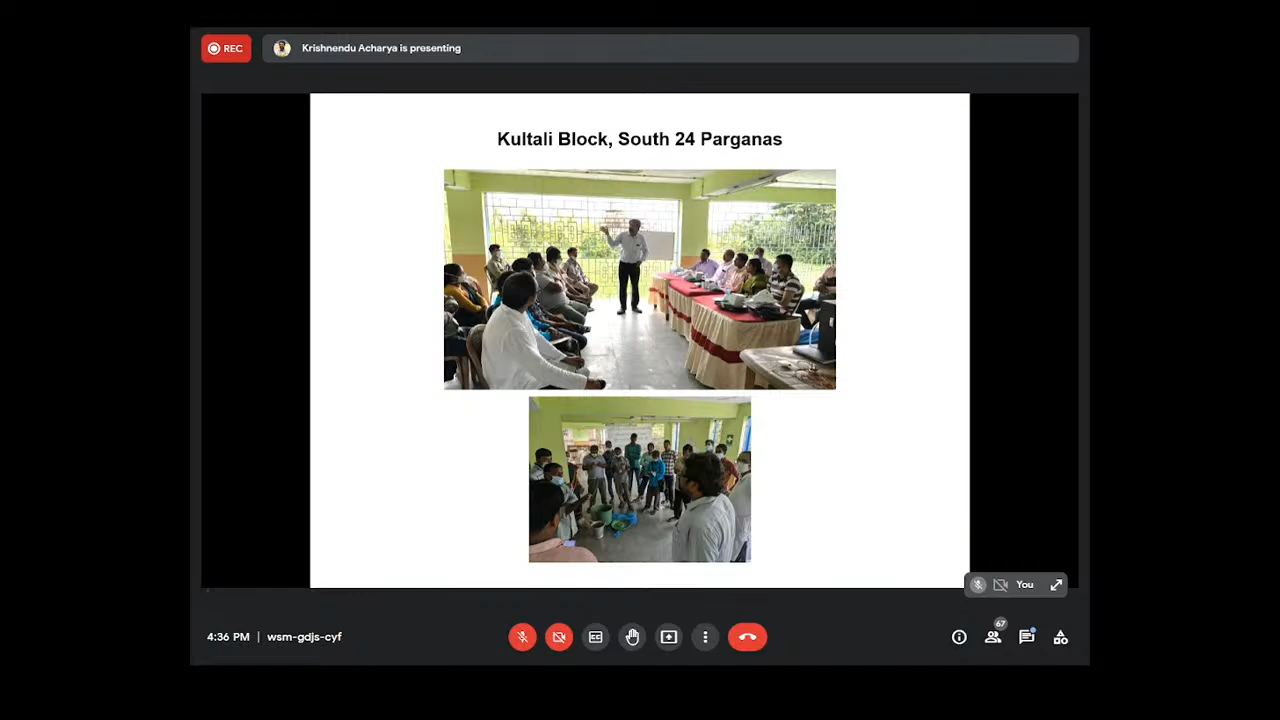 REC
Krishnendu Acharya is presenting
Kultali Block, South 24 Parganas
You
4:36 PM | wsm-gdjs-cyf
67